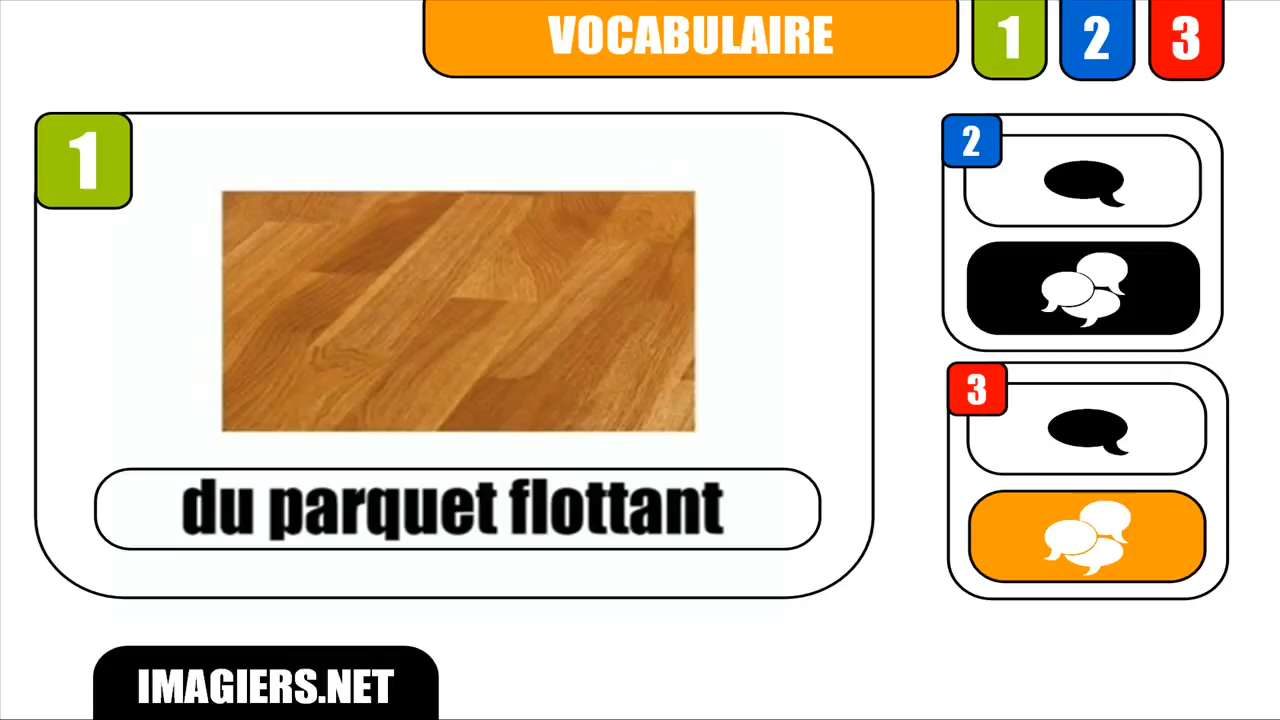 VOCABULAIRE
1
2
3
1
du parquet flottant
2
3
IMAGIERS.NET